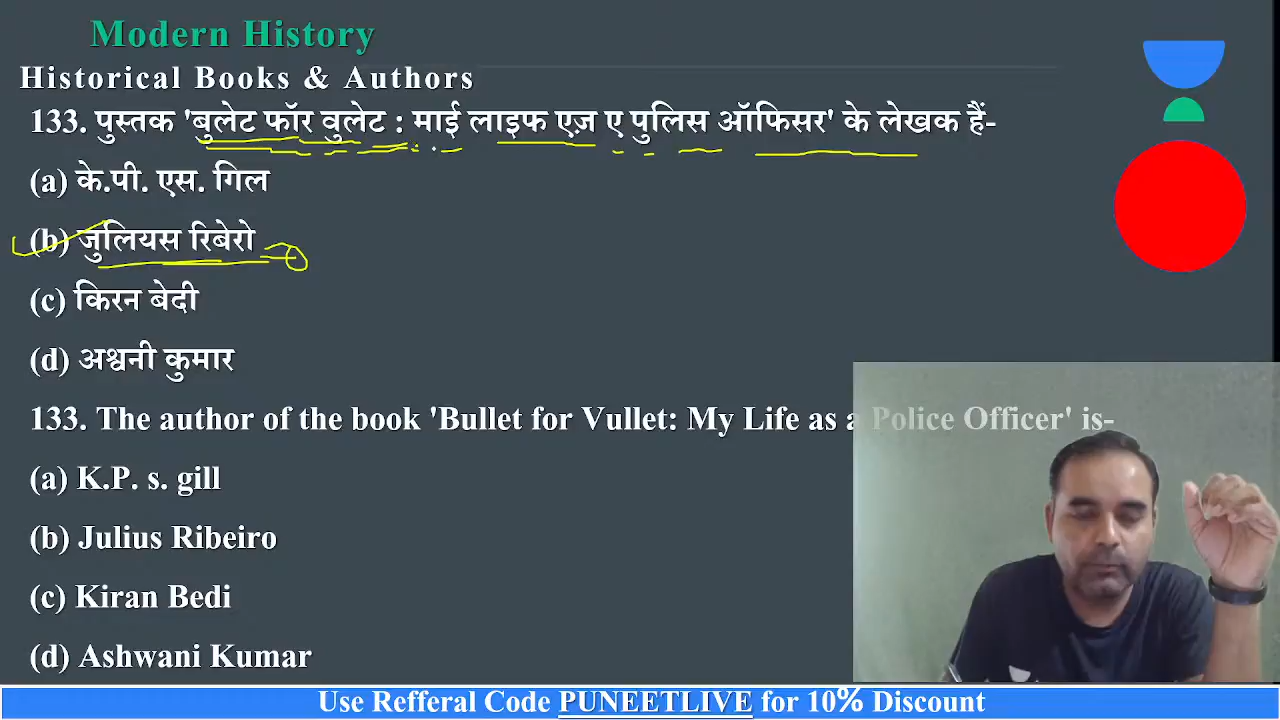 Modern History
Historical Books & Authors
133. पुस्तक 'बुलेट फॉर वुलेट : माई लाइफ एज़ ए पुलिस ऑफिसर' के लेखक हैं-
(a) के.पी. एस. गिल
(b) जुलियस रिबेरो
(c) किरन बेदी
(d) अश्वनी कुमार
133. The author of the book 'Bullet for Vullet: My Life as a Police Officer' is-
(a) K.P. s. gill
(b) Julius Ribeiro
(c) Kiran Bedi
(d) Ashwani Kumar
Use Refferal Code PUNEETLIVE for 10% Discount